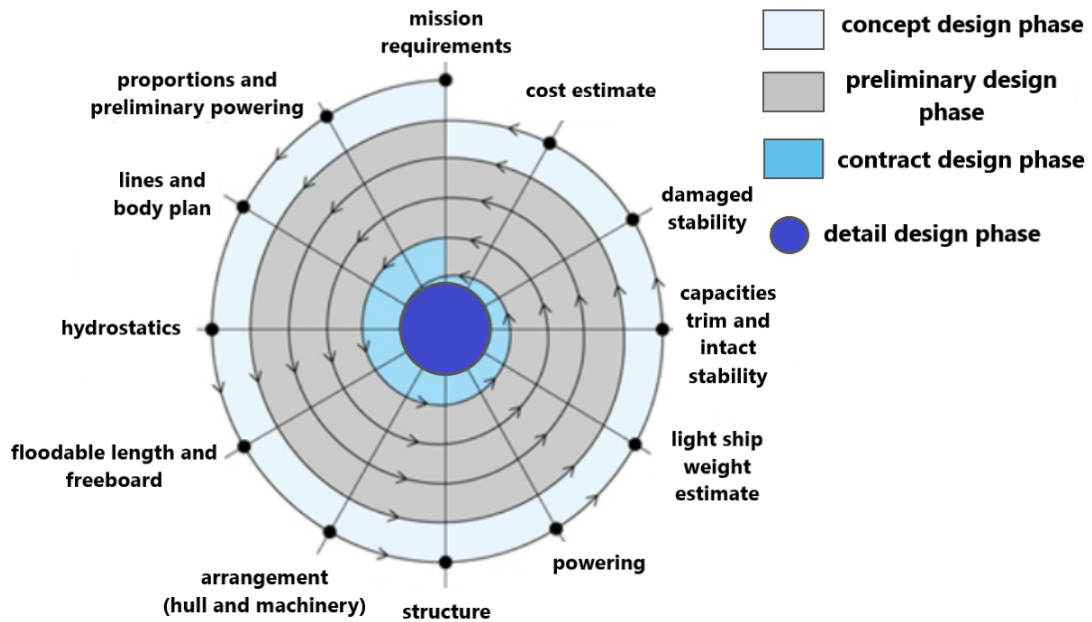 mission
requirements
cost estimate
damaged
stability
capacities
trim and
intact
stability
light ship
weight
estimate
powering
structure
arrangement
(hull and machinery)
floodable length and
freeboard
hydrostatics
lines and
body plan
proportions and
preliminary powering
concept design phase
preliminary design
phase
contract design phase
detail design phase